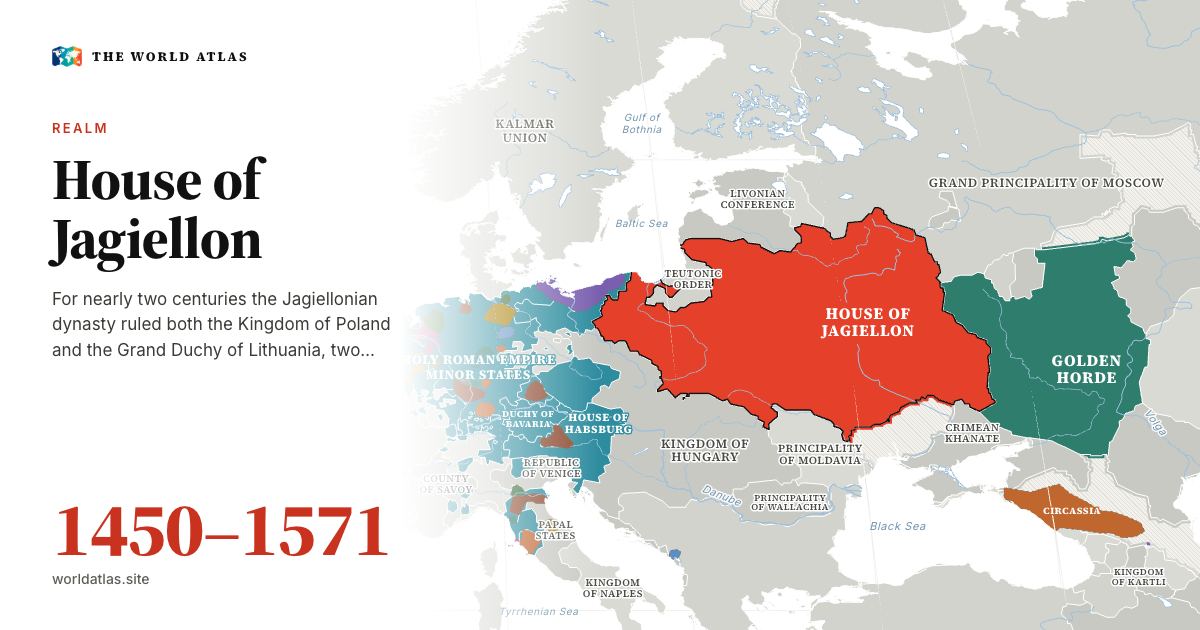 THE WORLD ATLAS
REALM
House of
Jagiellon
For nearly two centuries the Jagiellonian
dynasty ruled both the Kingdom of Poland
and the Grand Duchy of Lithuania, two...
1450–1571
worldatlas.site
KALMAR
UNION
Gulf of
Bothnia
GRAND PRINCIPALITY OF MOSCOW
LIVONIAN
CONFERENCE
Baltic Sea
TEUTONIC
ORDER
HOUSE OF
JAGIELLON
GOLDEN
HORDE
HOLY ROMAN EMPIRE
MINOR STATES
DUCHY OF
BAVARIA
HOUSE OF
HABSBURG
CRIMEAN
KHANATE
Volga
KINGDOM OF
HUNGARY
PRINCIPALITY
OF MOLDAVIA
REPUBLIC
OF VENICE
COUNTY
OF SAVOY
Danube
PRINCIPALITY
OF WALLACHIA
CIRCASSIA
PAPAL
STATES
Black Sea
KINGDOM
OF KARTLI
KINGDOM
OF NAPLES
Tyrrhenian Sea